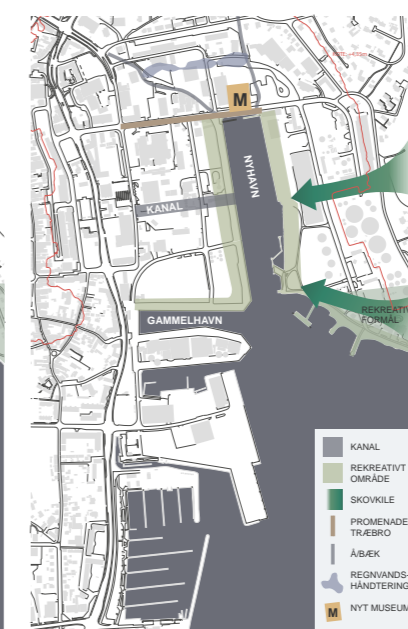 M
NYHAVN
KANAL
GAMMELHAVN
REKREATIV
FORMÅL
KANAL
REKREATIVT
OMRÅDE
SKOVKILE
PROMENADE
TRÆBRO
Å/BÆK
REGNVANDS-
HÅNDTERING
M NYT MUSEUM